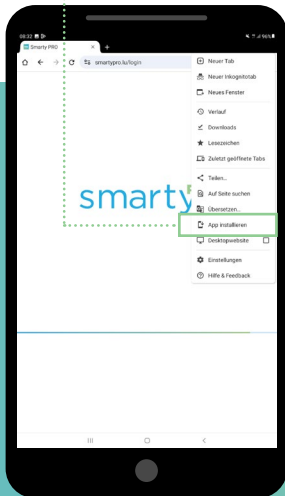 08:32
96%
Smarty PRO × +
smartypro.lu/login
smarty
Neuer Tab
Neuer Inkognitotab
Neues Fenster
Verlauf
Downloads
Lesezeichen
Zuletzt geöffnete Tabs
Teilen...
Auf Seite suchen
Übersetzen...
App installieren
Desktopwebsite
Einstellungen
Hilfe & Feedback